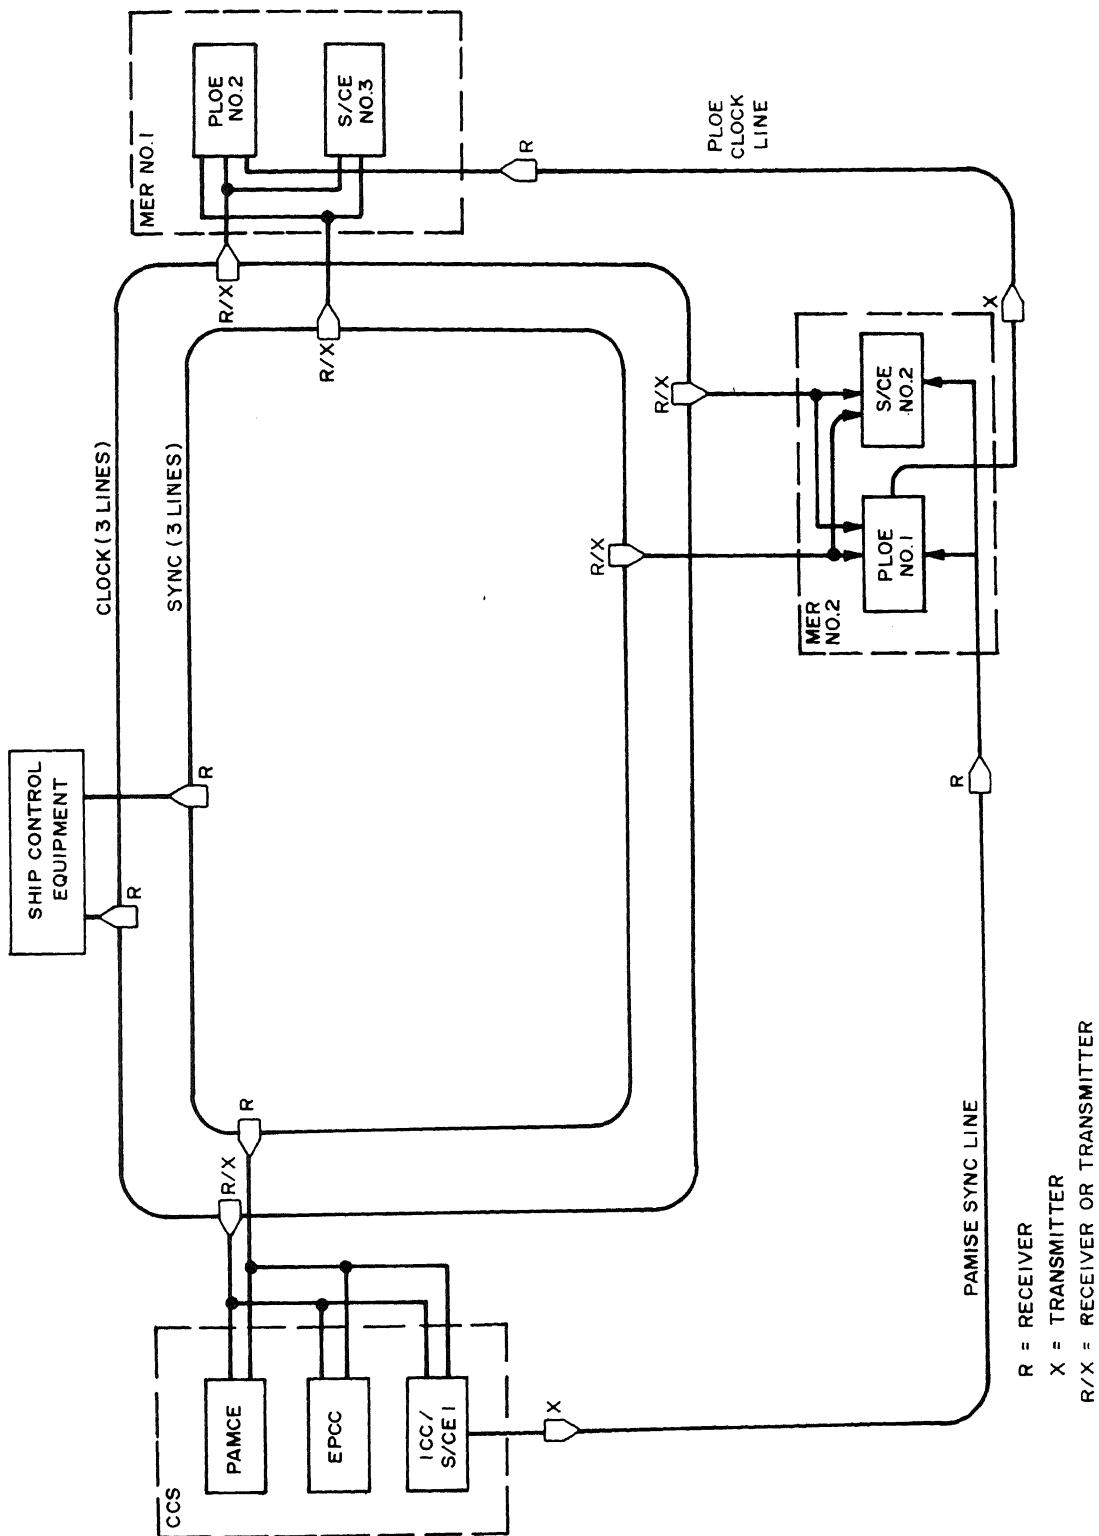 SHIP CONTROL
EQUIPMENT
CLOCK (3 LINES)
SYNC (3 LINES)
R
R
CCS
PAMCE
EPCC
ICC/
S/CE 1
R/X
R
X
PAMISE SYNC LINE
R
MER NO.1
PLOE
NO.2
S/CE
NO.3
R/X
R/X
R
PLOE
CLOCK
LINE
X
R/X
R/X
MER
NO.2
PLOE
NO.1
S/CE
NO.2
R = RECEIVER
X = TRANSMITTER
R/X = RECEIVER OR TRANSMITTER